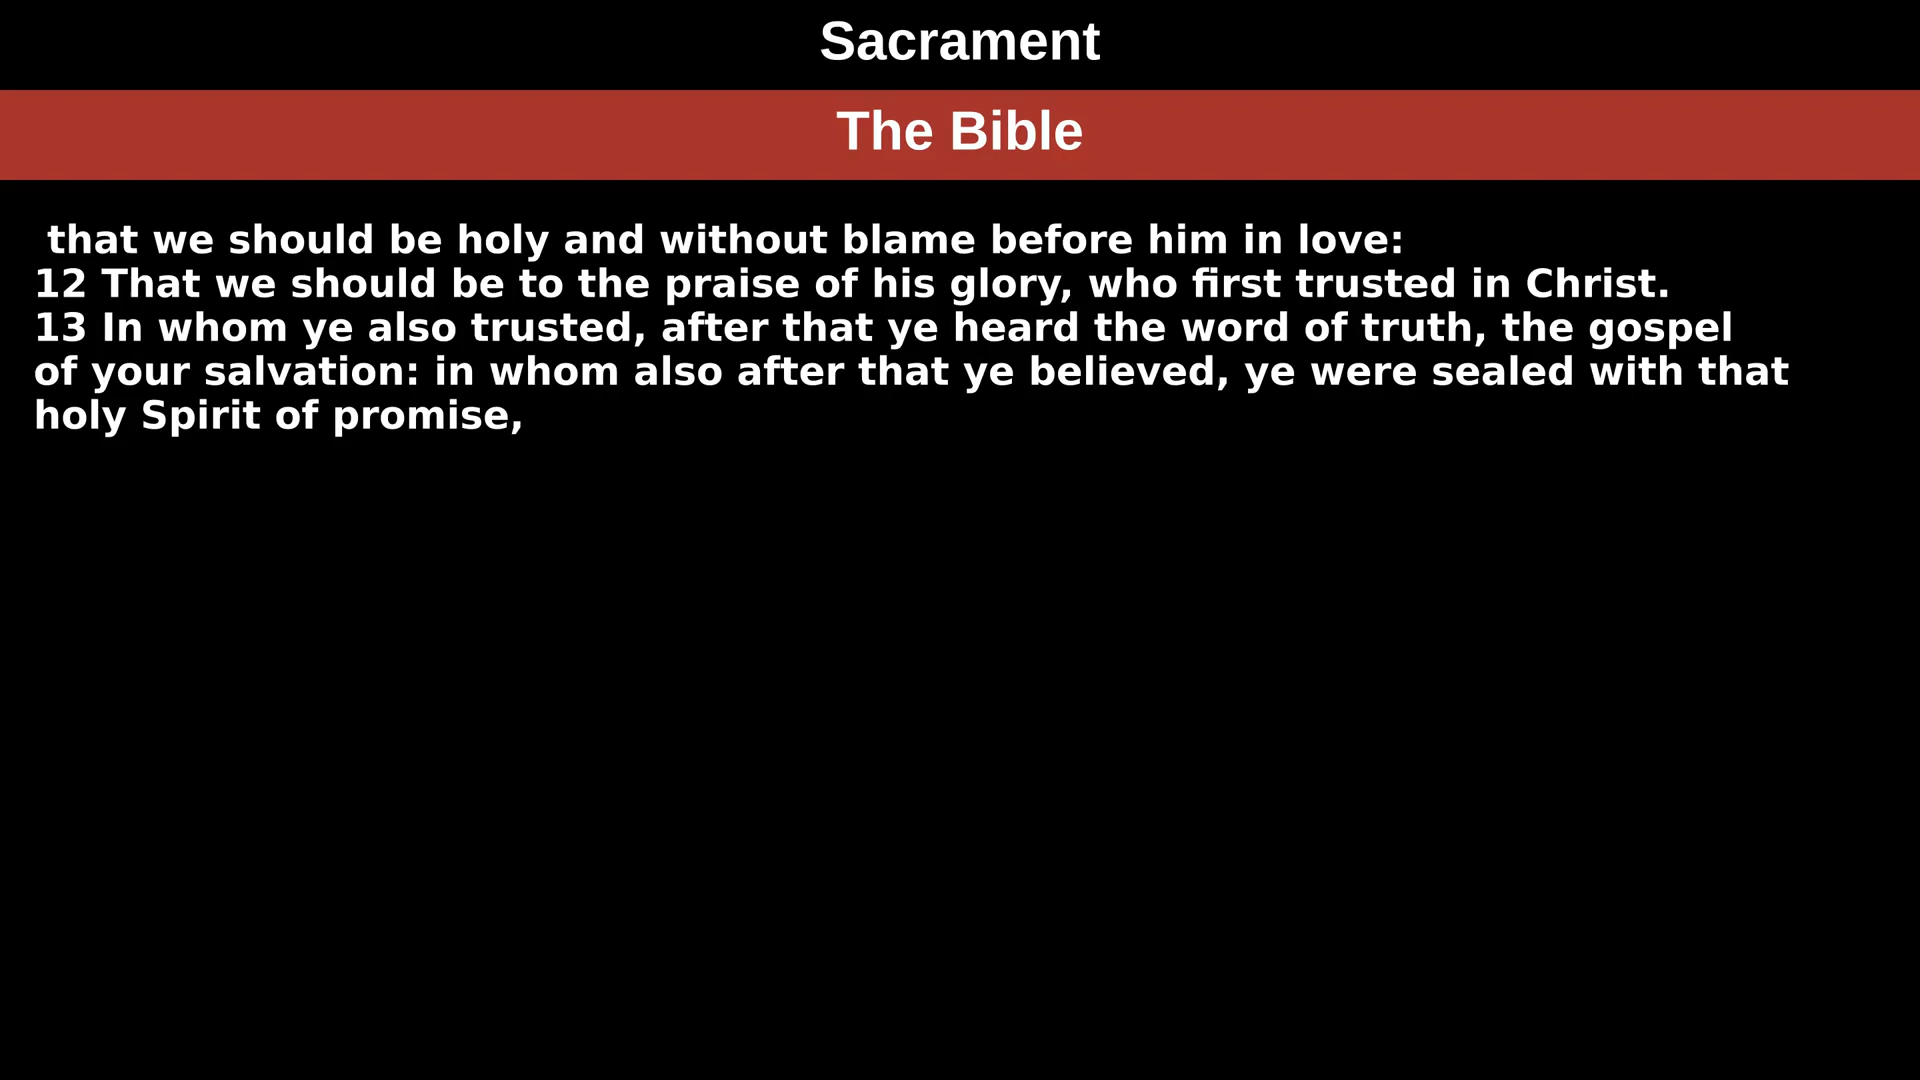 Sacrament
The Bible
that we should be holy and without blame before him in love:
12 That we should be to the praise of his glory, who first trusted in Christ.
13 In whom ye also trusted, after that ye heard the word of truth, the gospel
of your salvation: in whom also after that ye believed, ye were sealed with that
holy Spirit of promise,